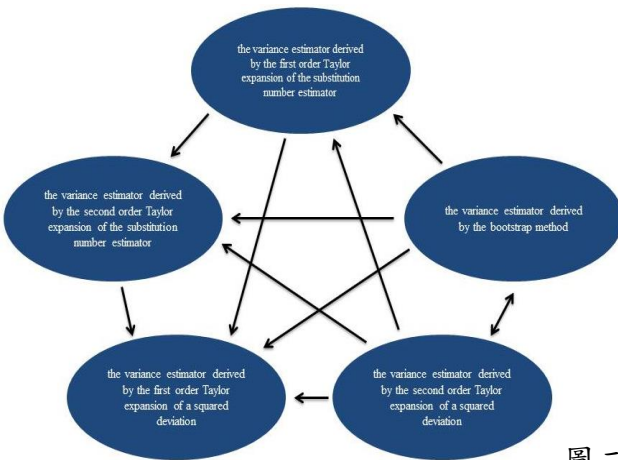 the variance estimator derived
by the first order Taylor
expansion of the substitution
number estimator
the variance estimator derived
by the second order Taylor
expansion of the substitution
number estimator
the variance estimator derived
by the bootstrap method
the variance estimator derived
by the first order Taylor
expansion of a squared
deviation
the variance estimator derived
by the second order Taylor
expansion of a squared
deviation
圖一